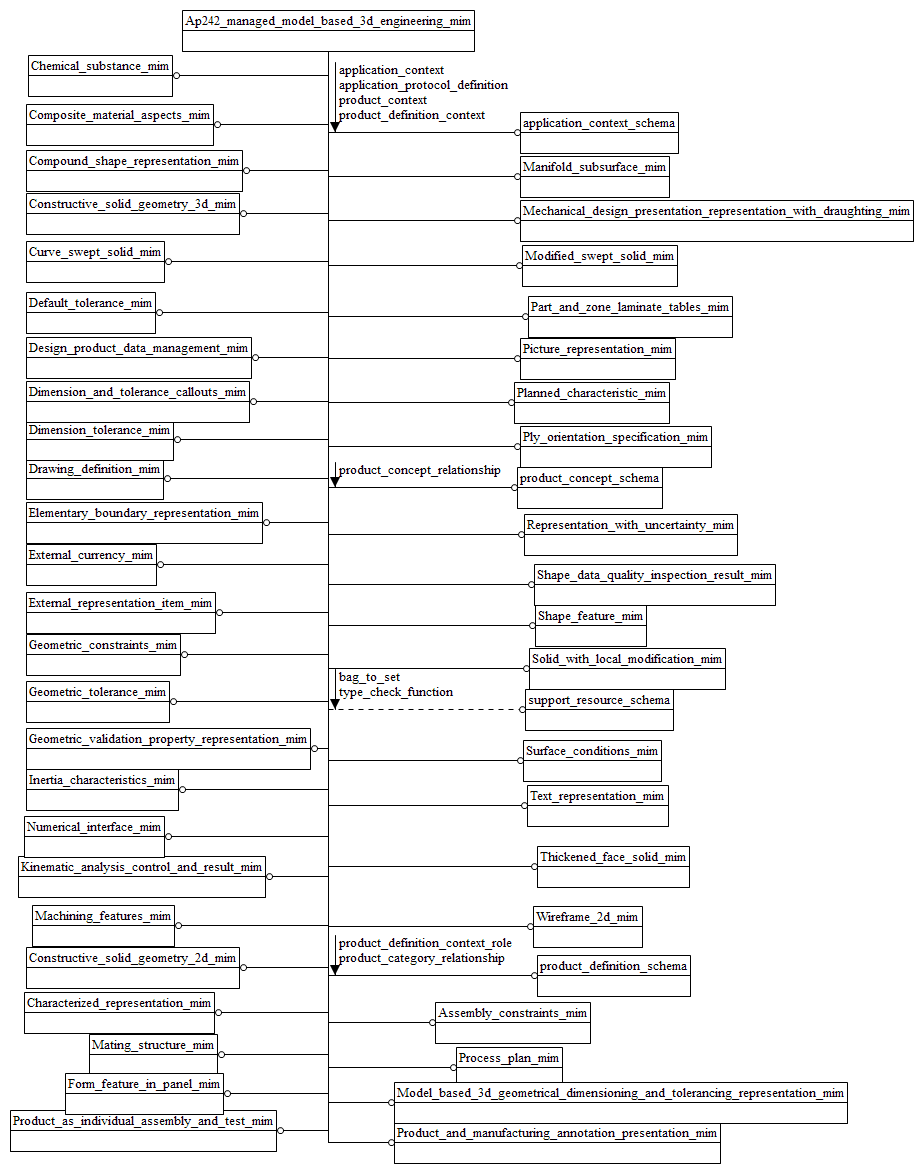 Ap242_managed_model_based_3d_engineering_mim
Chemical_substance_mim
application_context
application_protocol_definition
product_context
product_definition_context
Composite_material_aspects_mim
application_context_schema
Compound_shape_representation_mim
Manifold_subsurface_mim
Constructive_solid_geometry_3d_mim
Mechanical_design_presentation_representation_with_draughting_mim
Curve_swept_solid_mim
Modified_swept_solid_mim
Default_tolerance_mim
Part_and_zone_laminate_tables_mim
Design_product_data_management_mim
Picture_representation_mim
Dimension_and_tolerance_callouts_mim
Planned_characteristic_mim
Dimension_tolerance_mim
Ply_orientation_specification_mim
Drawing_definition_mim
product_concept_relationship
product_concept_schema
Elementary_boundary_representation_mim
Representation_with_uncertainty_mim
External_currency_mim
Shape_data_quality_inspection_result_mim
External_representation_item_mim
Shape_feature_mim
Geometric_constraints_mim
Solid_with_local_modification_mim
bag_to_set
type_check_function
Geometric_tolerance_mim
support_resource_schema
Geometric_validation_property_representation_mim
Surface_conditions_mim
Inertia_characteristics_mim
Text_representation_mim
Numerical_interface_mim
Thickened_face_solid_mim
Kinematic_analysis_control_and_result_mim
Machining_features_mim
Wireframe_2d_mim
product_definition_context_role
product_category_relationship
Constructive_solid_geometry_2d_mim
product_definition_schema
Characterized_representation_mim
Assembly_constraints_mim
Mating_structure_mim
Process_plan_mim
Form_feature_in_panel_mim
Model_based_3d_geometrical_dimensioning_and_tolerancing_representation_mim
Product_as_individual_assembly_and_test_mim
Product_and_manufacturing_annotation_presentation_mim